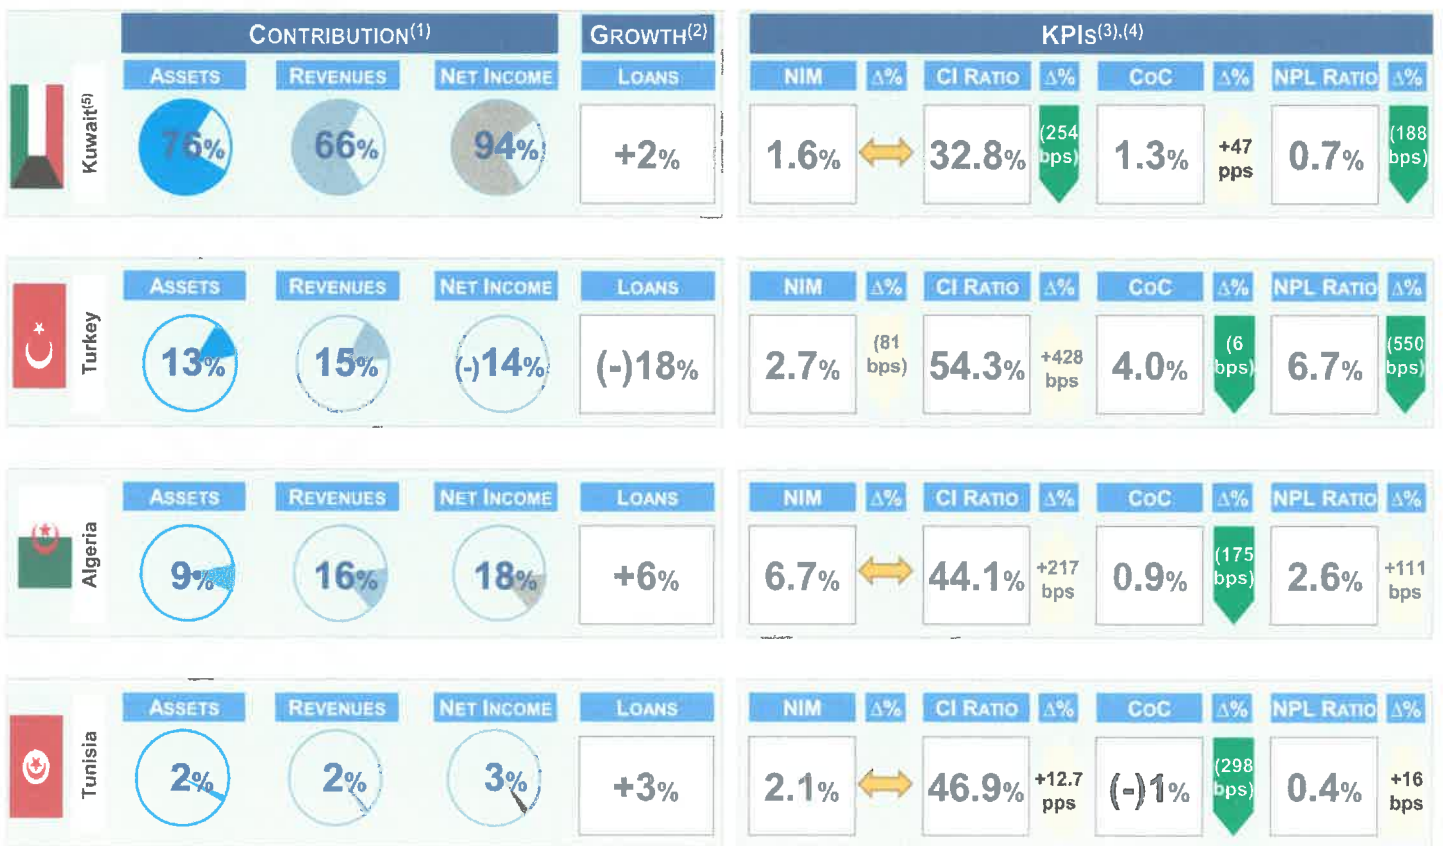 CONTRIBUTION(1) GROWTH(2) KPIS(3),(4)
ASSETS REVENUES NET INCOME LOANS NIM Δ% CI RATIO Δ% COC Δ% NPL RATIO Δ%
Kuwait(5)
76% 66% 94% +2% 1.6% 32.8% (254 bps) 1.3% +47 pps 0.7% (188 bps)
ASSETS REVENUES NET INCOME LOANS NIM Δ% CI RATIO Δ% COC Δ% NPL RATIO Δ%
Turkey
13% 15% (-)14% (-)18% 2.7% (81 bps) 54.3% +428 bps 4.0% (6 bps) 6.7% (550 bps)
ASSETS REVENUES NET INCOME LOANS NIM Δ% CI RATIO Δ% COC Δ% NPL RATIO Δ%
Algeria
9% 16% 18% +6% 6.7% 44.1% +217 bps 0.9% (175 bps) 2.6% +111 bps
ASSETS REVENUES NET INCOME LOANS NIM Δ% CI RATIO Δ% COC Δ% NPL RATIO Δ%
Tunisia
2% 2% 3% +3% 2.1% 46.9% +12.7 pps (-)1% (298 bps) 0.4% +16 bps